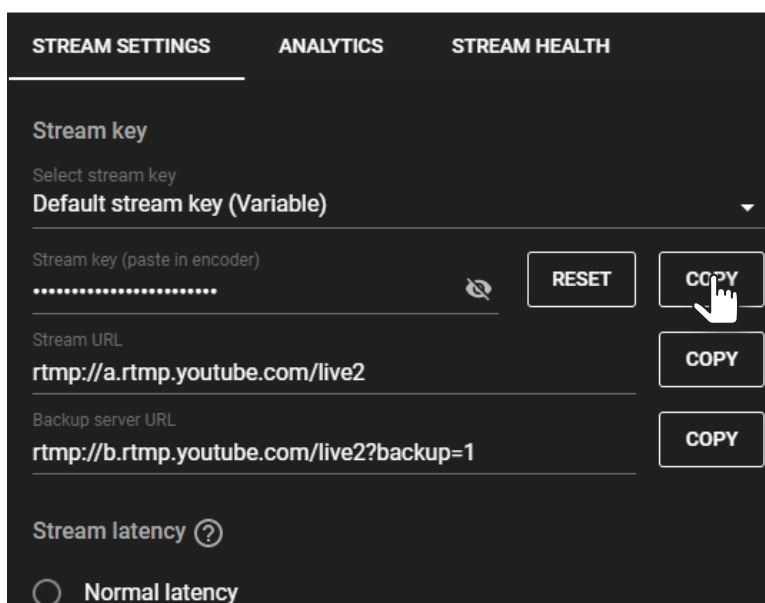 STREAM SETTINGS ANALYTICS STREAM HEALTH
Stream key
Select stream key
Default stream key (Variable)
Stream key (paste in encoder)
•••••••••••••••••••••••• RESET COPY
Stream URL
rtmp://a.rtmp.youtube.com/live2 COPY
Backup server URL
rtmp://b.rtmp.youtube.com/live2?backup=1 COPY
Stream latency ?
Normal latency